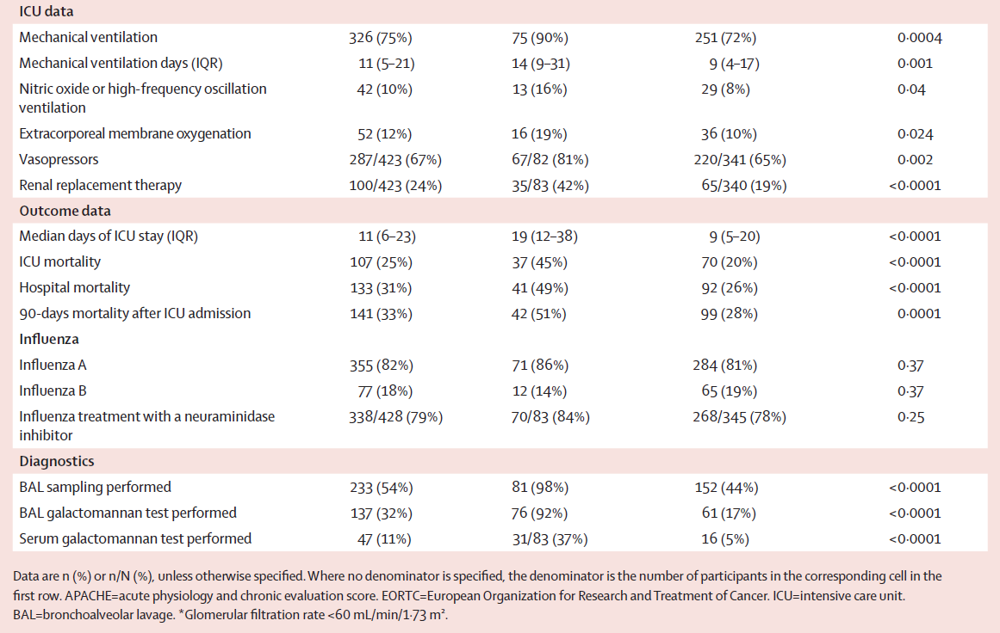 ICU data
Mechanical ventilation 326 (75%) 75 (90%) 251 (72%) 0·0004
Mechanical ventilation days (IQR) 11 (5–21) 14 (9–31) 9 (4–17) 0·001
Nitric oxide or high-frequency oscillation 42 (10%) 13 (16%) 29 (8%) 0·04
ventilation
Extracorporeal membrane oxygenation 52 (12%) 16 (19%) 36 (10%) 0·024
Vasopressors 287/423 (67%) 67/82 (81%) 220/341 (65%) 0·002
Renal replacement therapy 100/423 (24%) 35/83 (42%) 65/340 (19%) <0·0001
Outcome data
Median days of ICU stay (IQR) 11 (6–23) 19 (12–38) 9 (5–20) <0·0001
ICU mortality 107 (25%) 37 (45%) 70 (20%) <0·0001
Hospital mortality 133 (31%) 41 (49%) 92 (26%) <0·0001
90-days mortality after ICU admission 141 (33%) 42 (51%) 99 (28%) 0·0001
Influenza
Influenza A 355 (82%) 71 (86%) 284 (81%) 0·37
Influenza B 77 (18%) 12 (14%) 65 (19%) 0·37
Influenza treatment with a neuraminidase 338/428 (79%) 70/83 (84%) 268/345 (78%) 0·25
inhibitor
Diagnostics
BAL sampling performed 233 (54%) 81 (98%) 152 (44%) <0·0001
BAL galactomannan test performed 137 (32%) 76 (92%) 61 (17%) <0·0001
Serum galactomannan test performed 47 (11%) 31/83 (37%) 16 (5%) <0·0001
Data are n (%) or n/N (%), unless otherwise specified. Where no denominator is specified, the denominator is the number of participants in the corresponding cell in the
first row. APACHE=acute physiology and chronic evaluation score. EORTC=European Organization for Research and Treatment of Cancer. ICU=intensive care unit.
BAL=bronchoalveolar lavage. *Glomerular filtration rate <60 mL/min/1·73 m².